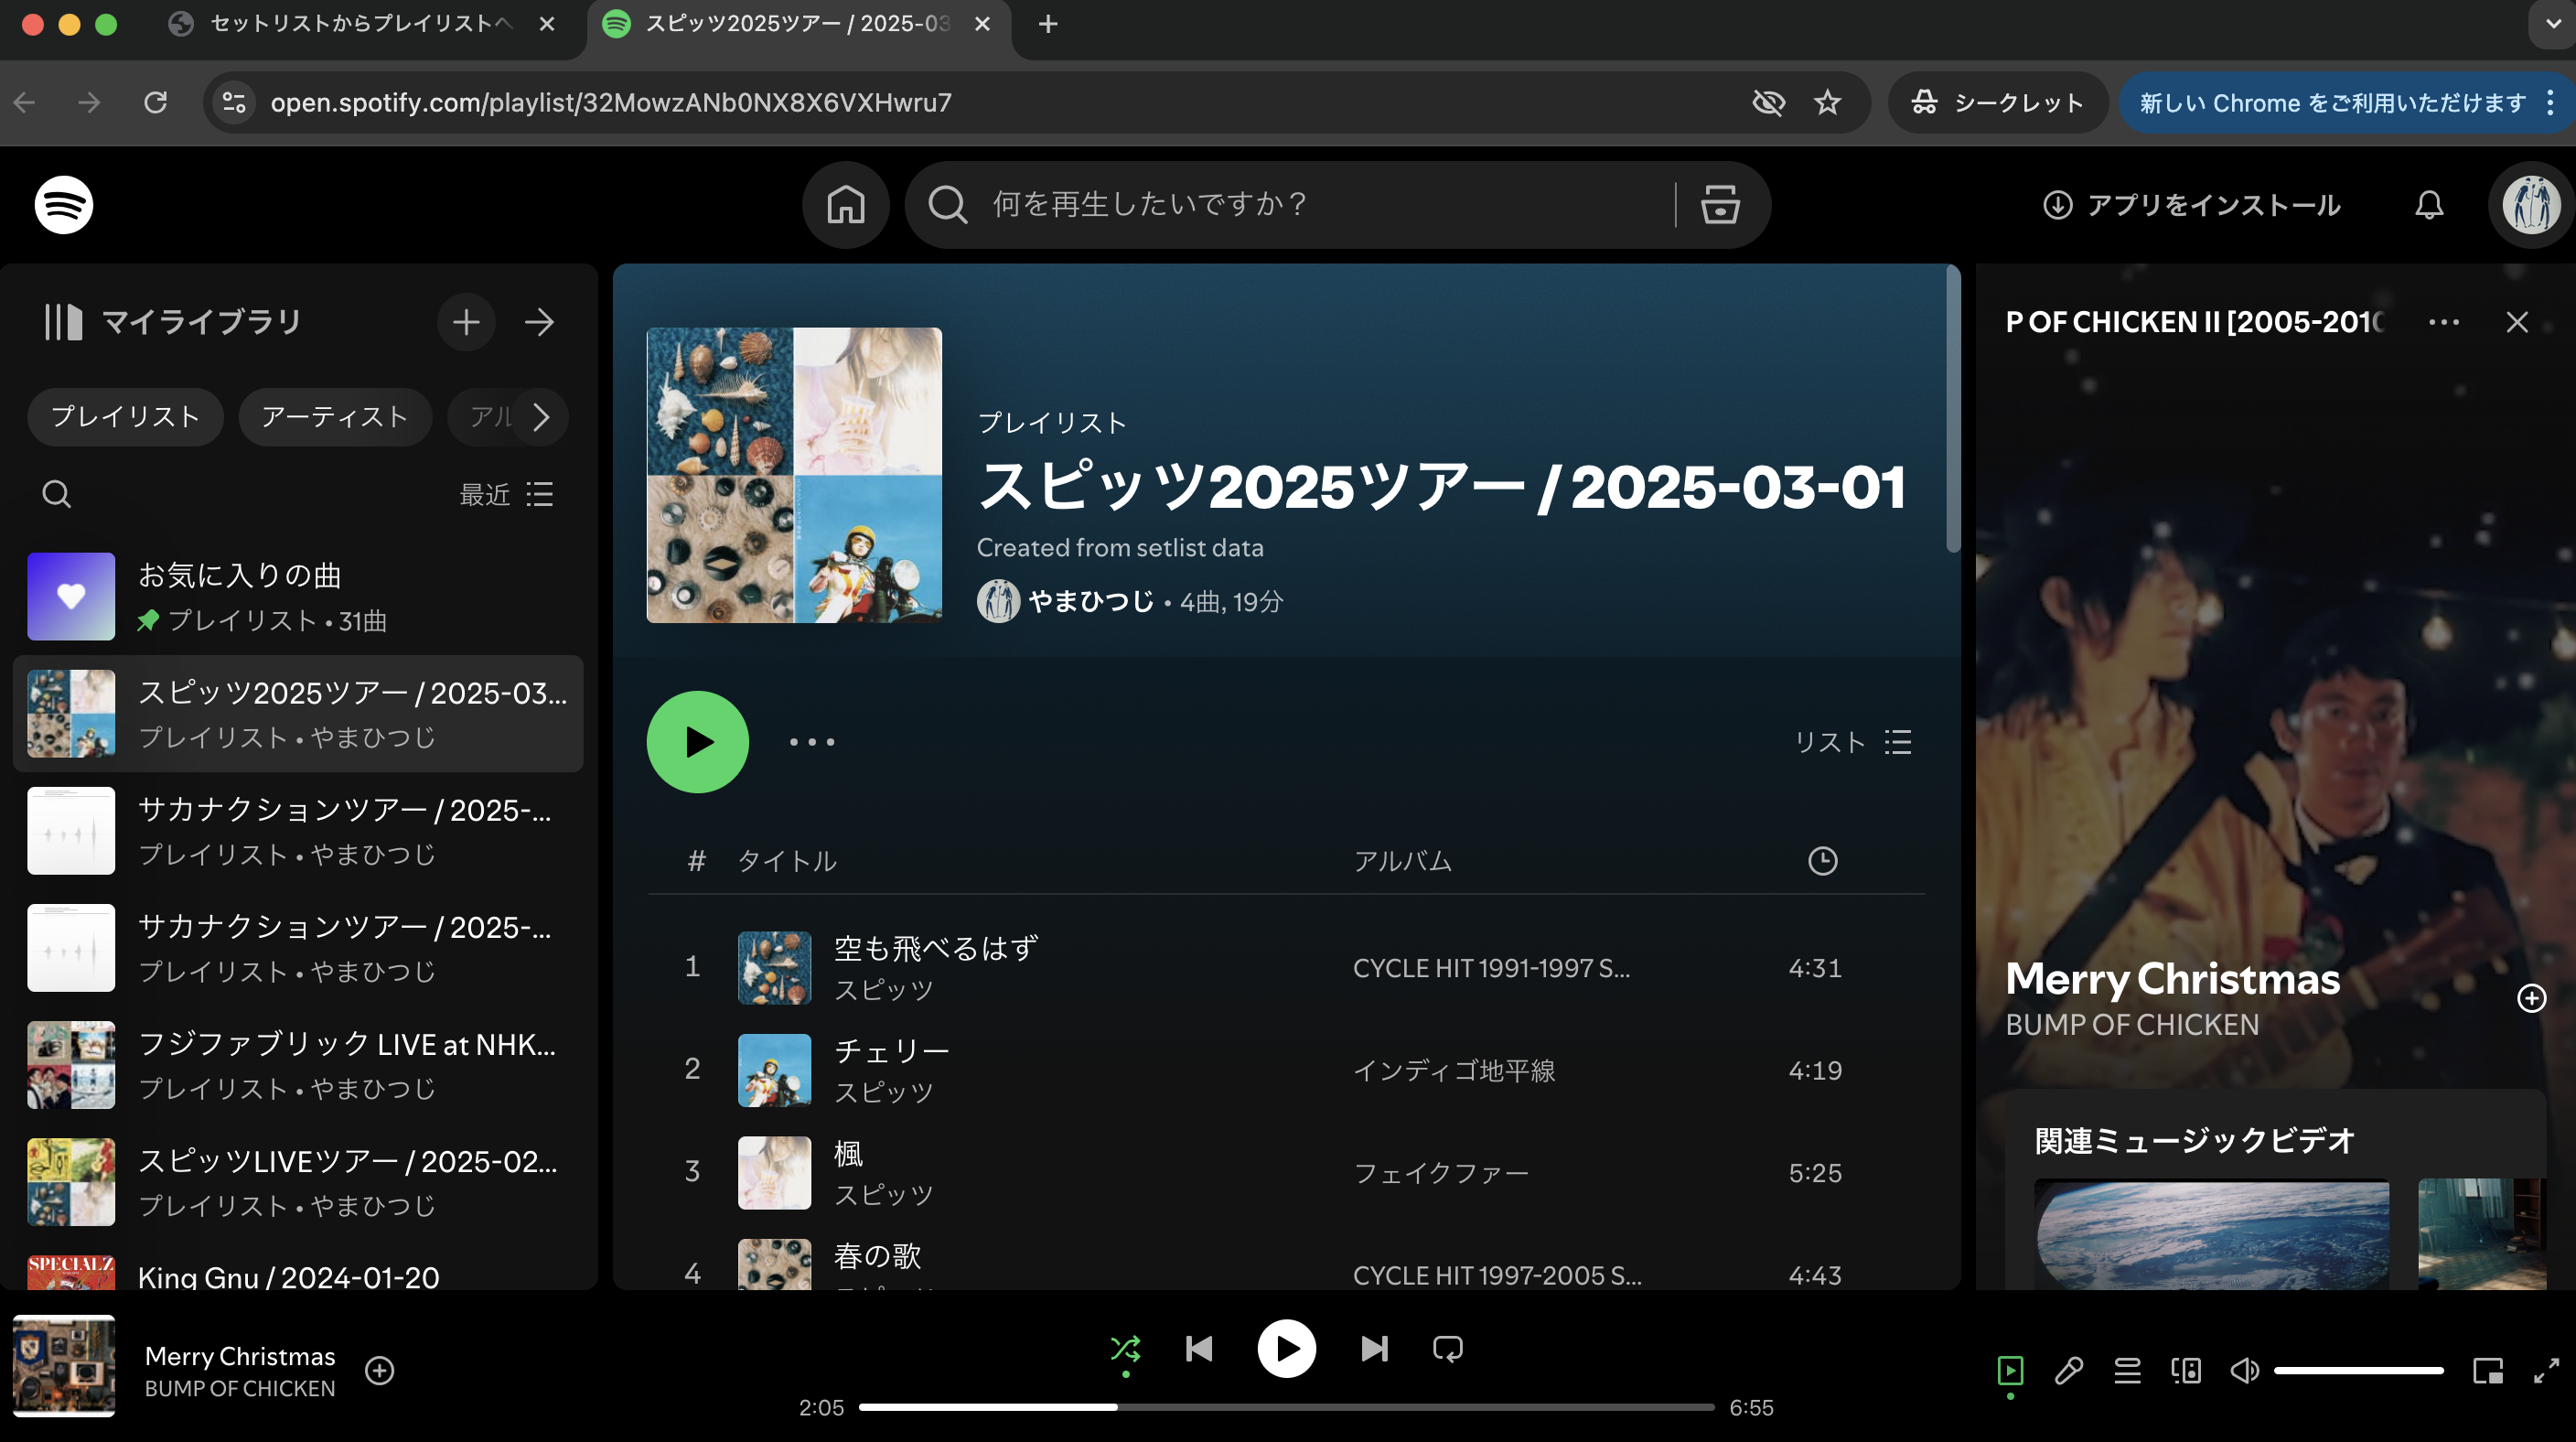 セットリストからプレイリストへ
スピッツ2025ツアー / 2025-03
open.spotify.com/playlist/32MowzANb0NX8X6VXHwru7
シークレット
新しい Chrome をご利用いただけます
何を再生したいですか？
アプリをインストール
マイライブラリ
プレイリスト
アーティスト
アル
最近
お気に入りの曲
プレイリスト • 31曲
スピッツ2025ツアー / 2025-03...
プレイリスト • やまひつじ
サカナクションツアー / 2025-...
プレイリスト • やまひつじ
サカナクションツアー / 2025-...
プレイリスト • やまひつじ
フジファブリック LIVE at NHK...
プレイリスト • やまひつじ
スピッツLIVEツアー / 2025-02...
プレイリスト • やまひつじ
SPECIALZ
King Gnu / 2024-01-20
プレイリスト
スピッツ2025ツアー / 2025-03-01
Created from setlist data
やまひつじ • 4曲, 19分
リスト
# タイトル アルバム
1 空も飛べるはず CYCLE HIT 1991-1997 S... 4:31
スピッツ
2 チェリー インディゴ地平線 4:19
スピッツ
3 楓 フェイクファー 5:25
スピッツ
4 春の歌 CYCLE HIT 1997-2005 S... 4:43
P OF CHICKEN II [2005-2010
Merry Christmas
BUMP OF CHICKEN
関連ミュージックビデオ
Merry Christmas
BUMP OF CHICKEN
2:05
6:55